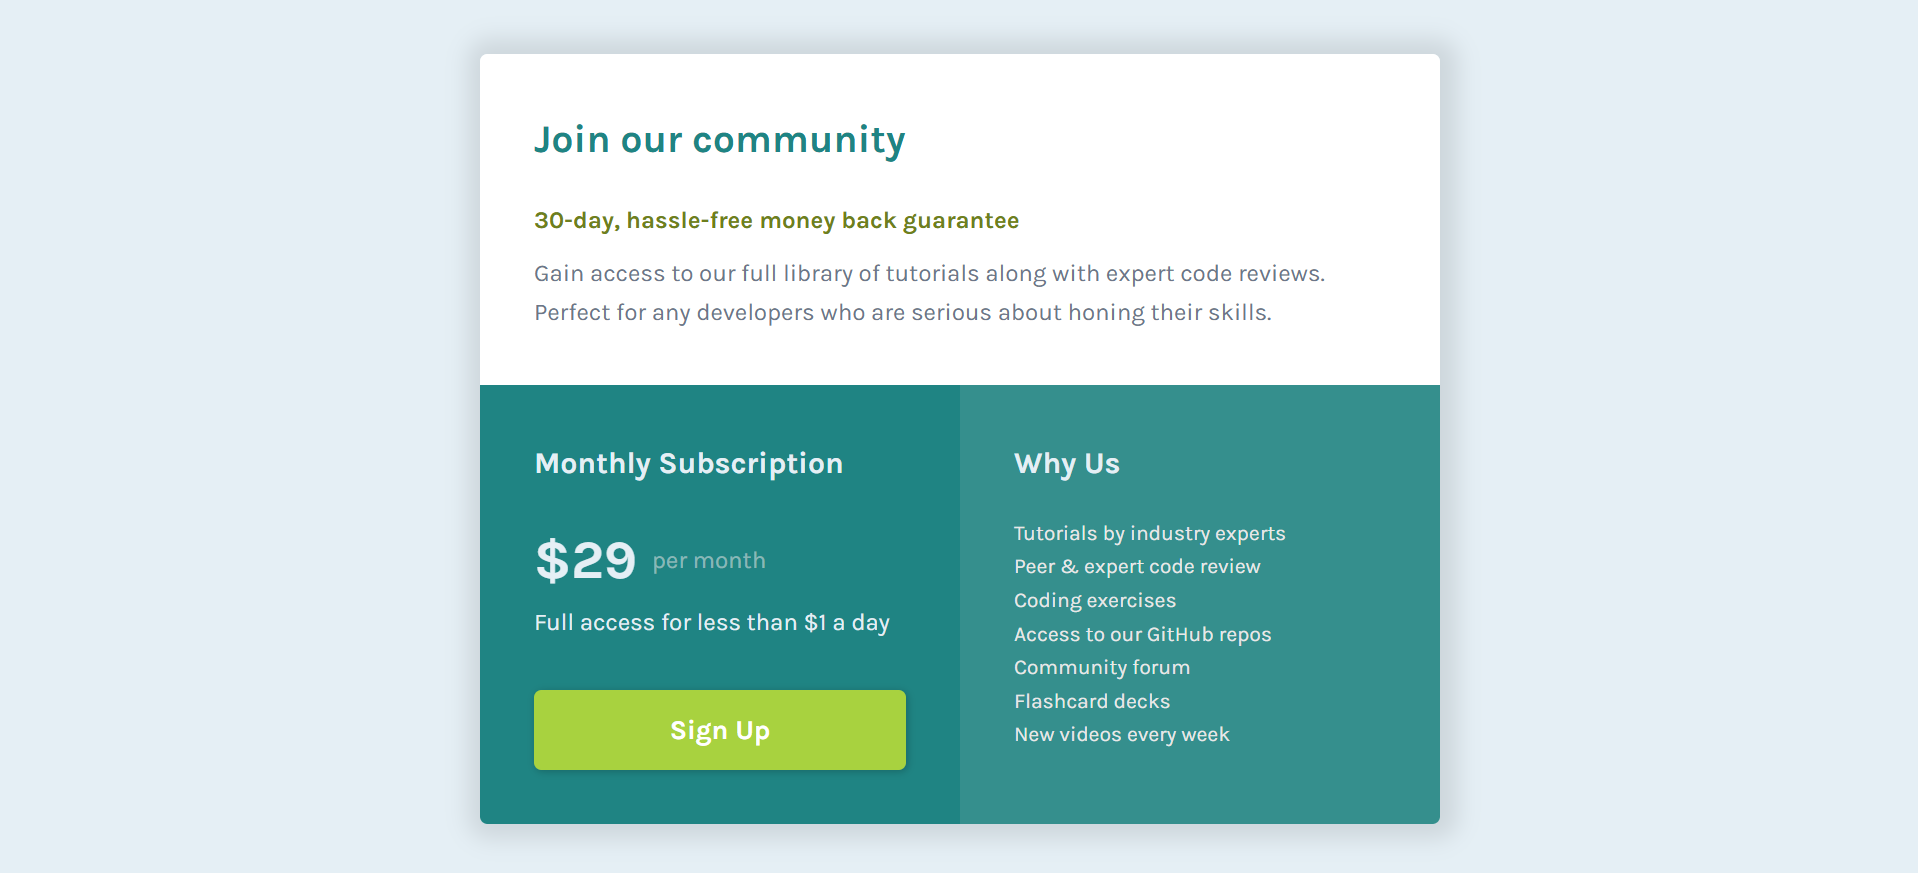 Join our community
30-day, hassle-free money back guarantee
Gain access to our full library of tutorials along with expert code reviews.
Perfect for any developers who are serious about honing their skills.
Monthly Subscription
$29 per month
Full access for less than $1 a day
Sign Up
Why Us
Tutorials by industry experts
Peer & expert code review
Coding exercises
Access to our GitHub repos
Community forum
Flashcard decks
New videos every week